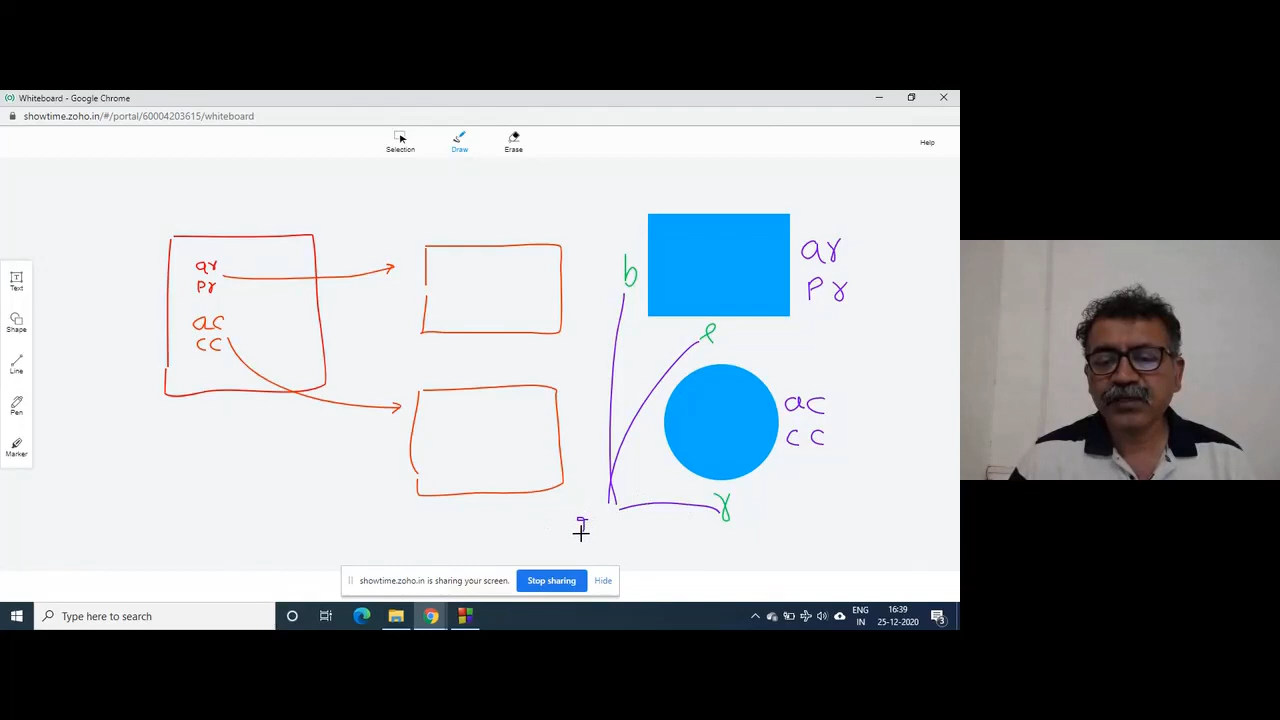 Whiteboard - Google Chrome
showtime.zoho.in/#/portal/60004203615/whiteboard
Selection
Draw
Erase
Help
Text
Shape
Line
Pen
Marker
ar
Pr
ac
cc
b
ar
Pr
l
ac
cc
r
showtime.zoho.in is sharing your screen.
Stop sharing
Hide
Type here to search
ENG
IN
16:39
25-12-2020
3